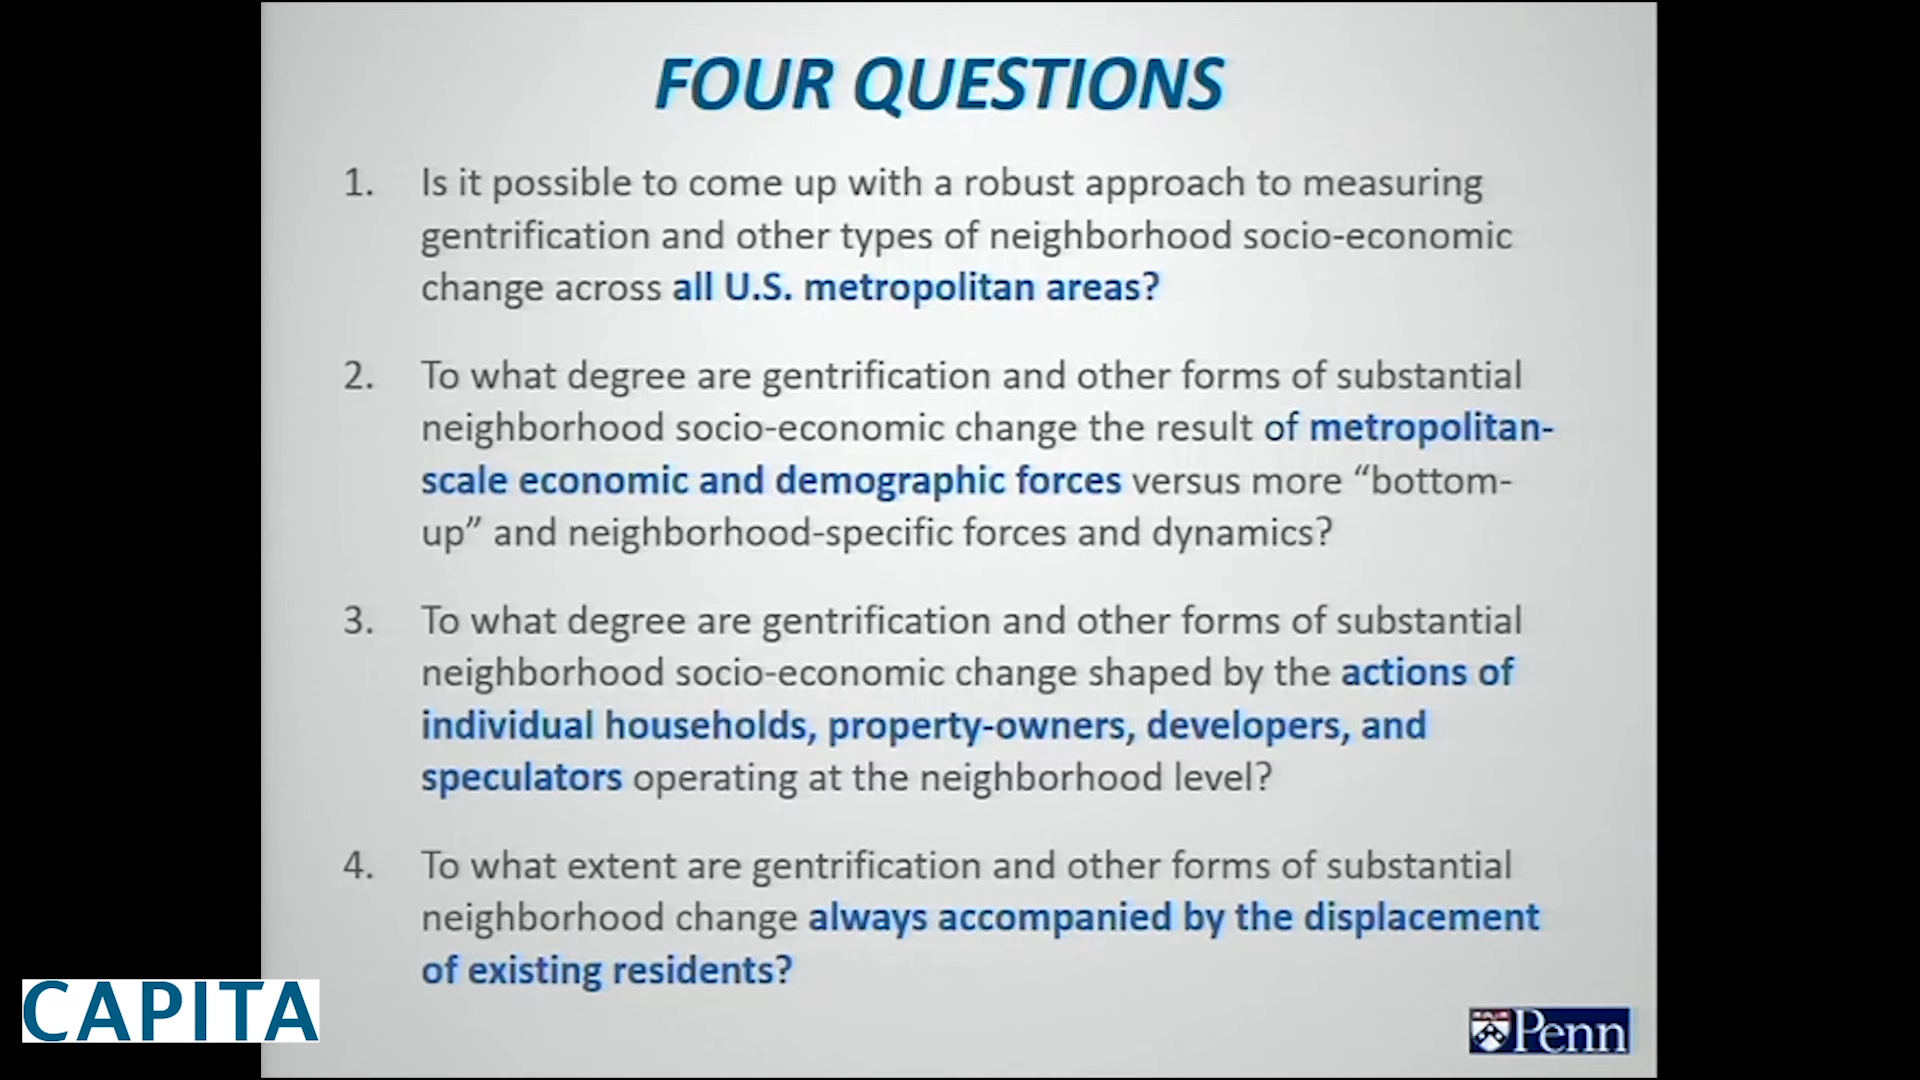 FOUR QUESTIONS
1. Is it possible to come up with a robust approach to measuring
gentrification and other types of neighborhood socio-economic
change across all U.S. metropolitan areas?
2. To what degree are gentrification and other forms of substantial
neighborhood socio-economic change the result of metropolitan-
scale economic and demographic forces versus more “bottom-
up” and neighborhood-specific forces and dynamics?
3. To what degree are gentrification and other forms of substantial
neighborhood socio-economic change shaped by the actions of
individual households, property-owners, developers, and
speculators operating at the neighborhood level?
4. To what extent are gentrification and other forms of substantial
neighborhood change always accompanied by the displacement
of existing residents?
CAPITA
Penn